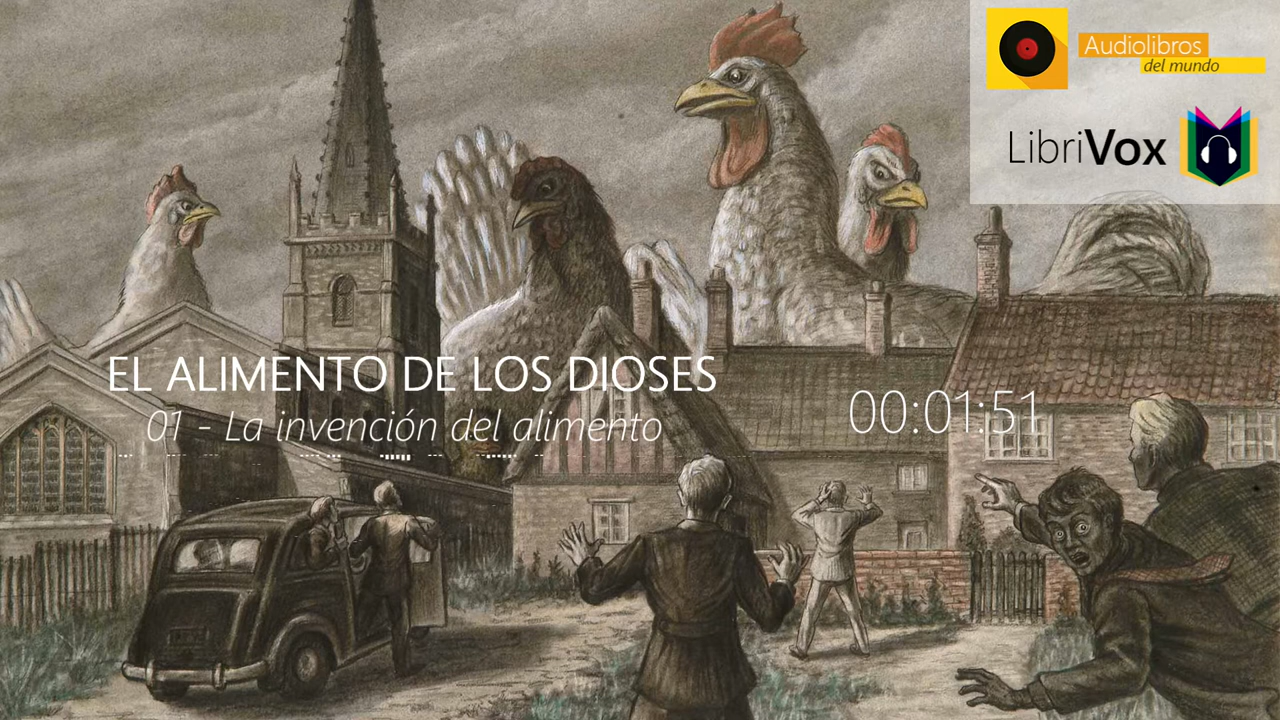 Audiolibros
del mundo
LibriVox
EL ALIMENTO DE LOS DIOSES
01 - La invención del alimento
00:01:51